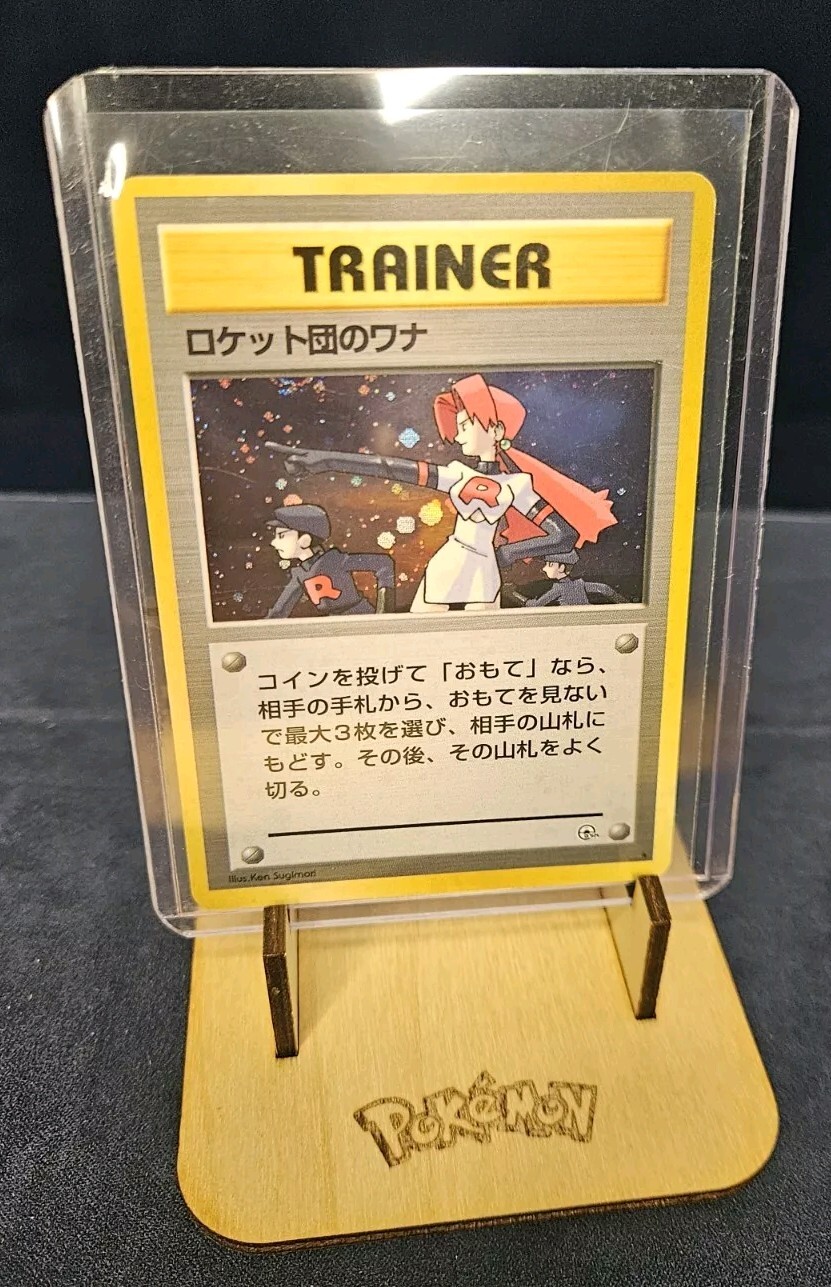 TRAINER
ロケット団のワナ
R
R
コインを投げて「おもて」なら、
相手の手札から、おもてを見ない
で最大3枚を選び、相手の山札に
もどす。その後、その山札をよく
切る。
Illus.Ken Sugimori
POKéMON